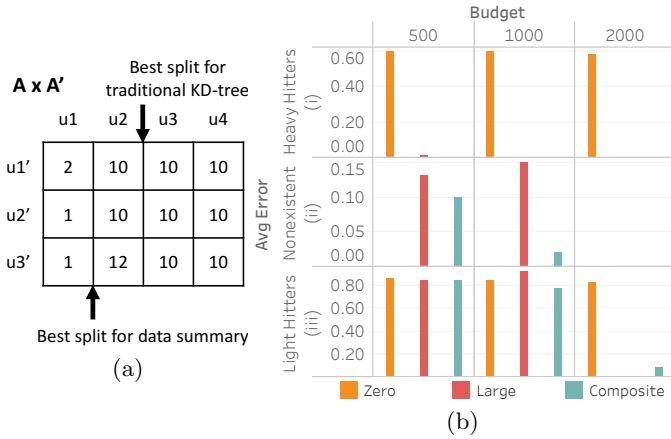 A x A'
Best split for
traditional KD-tree
u1 u2 u3 u4
u1' 2 10 10 10
u2' 1 10 10 10
u3' 1 12 10 10
Best split for data summary
(a)
Budget
500 1000 2000
Avg Error
Heavy Hitters
(i)
0.60
0.40
0.20
0.00
Nonexistent
(ii)
0.15
0.10
0.05
0.00
Light Hitters
(iii)
0.80
0.60
0.40
0.20
Zero Large Composite
(b)